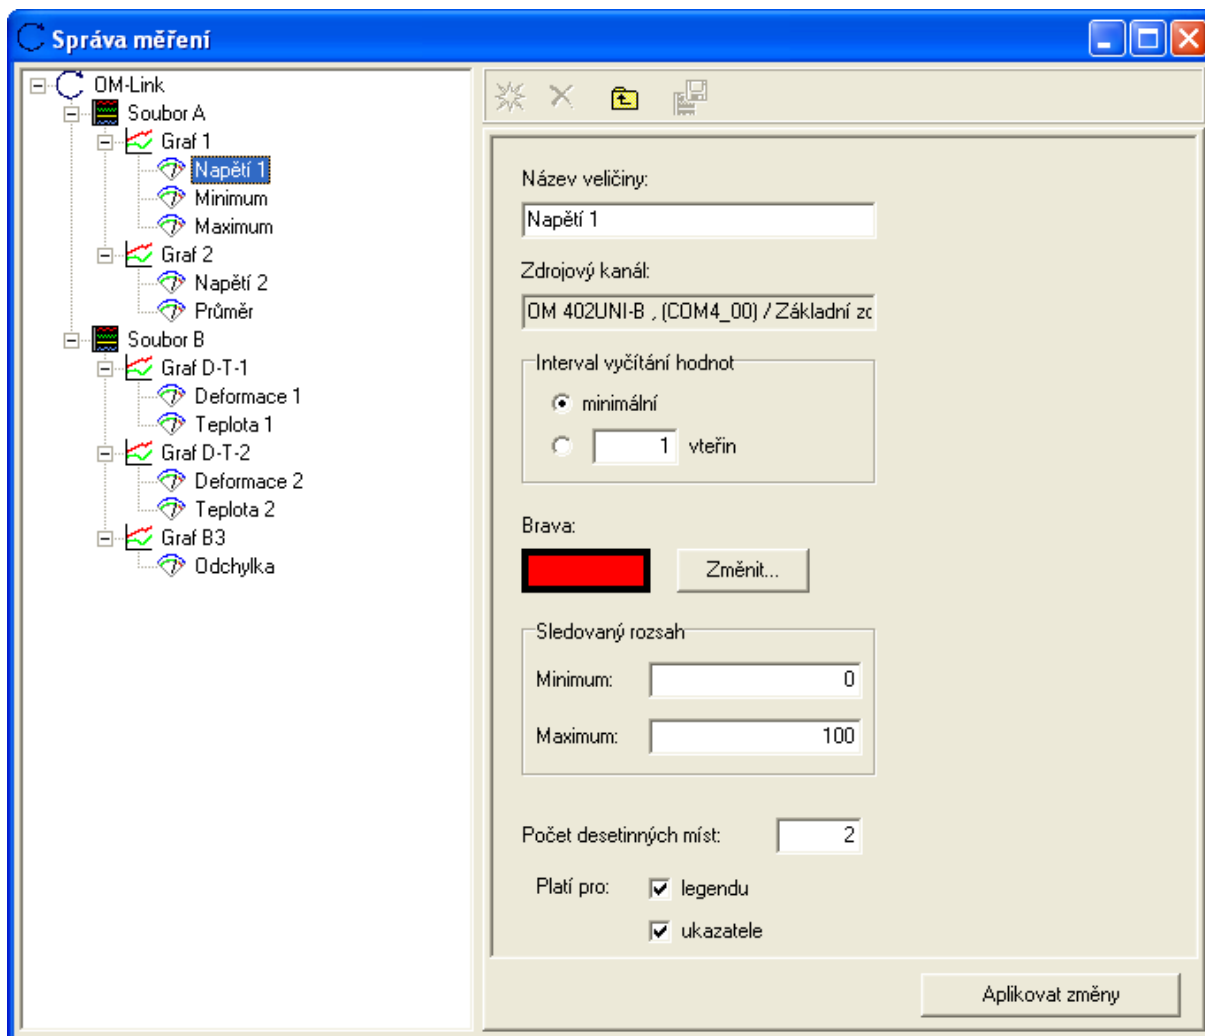 Správa měření
OM-Link
Soubor A
Graf 1
Napětí 1
Minimum
Maximum
Graf 2
Napětí 2
Průměr
Soubor B
Graf D-T-1
Deformace 1
Teplota 1
Graf D-T-2
Deformace 2
Teplota 2
Graf B3
Odchylka
Název veličiny:
Napětí 1
Zdrojový kanál:
OM 402UNI-B , (COM4_00) / Základní
Interval vyčítání hodnot
minimální
1 vteřin
Brava:
Změnit...
Sledovaný rozsah
Minimum: 0
Maximum: 100
Počet desetinných míst: 2
Platí pro: legendu
ukazatele
Aplikovat změny